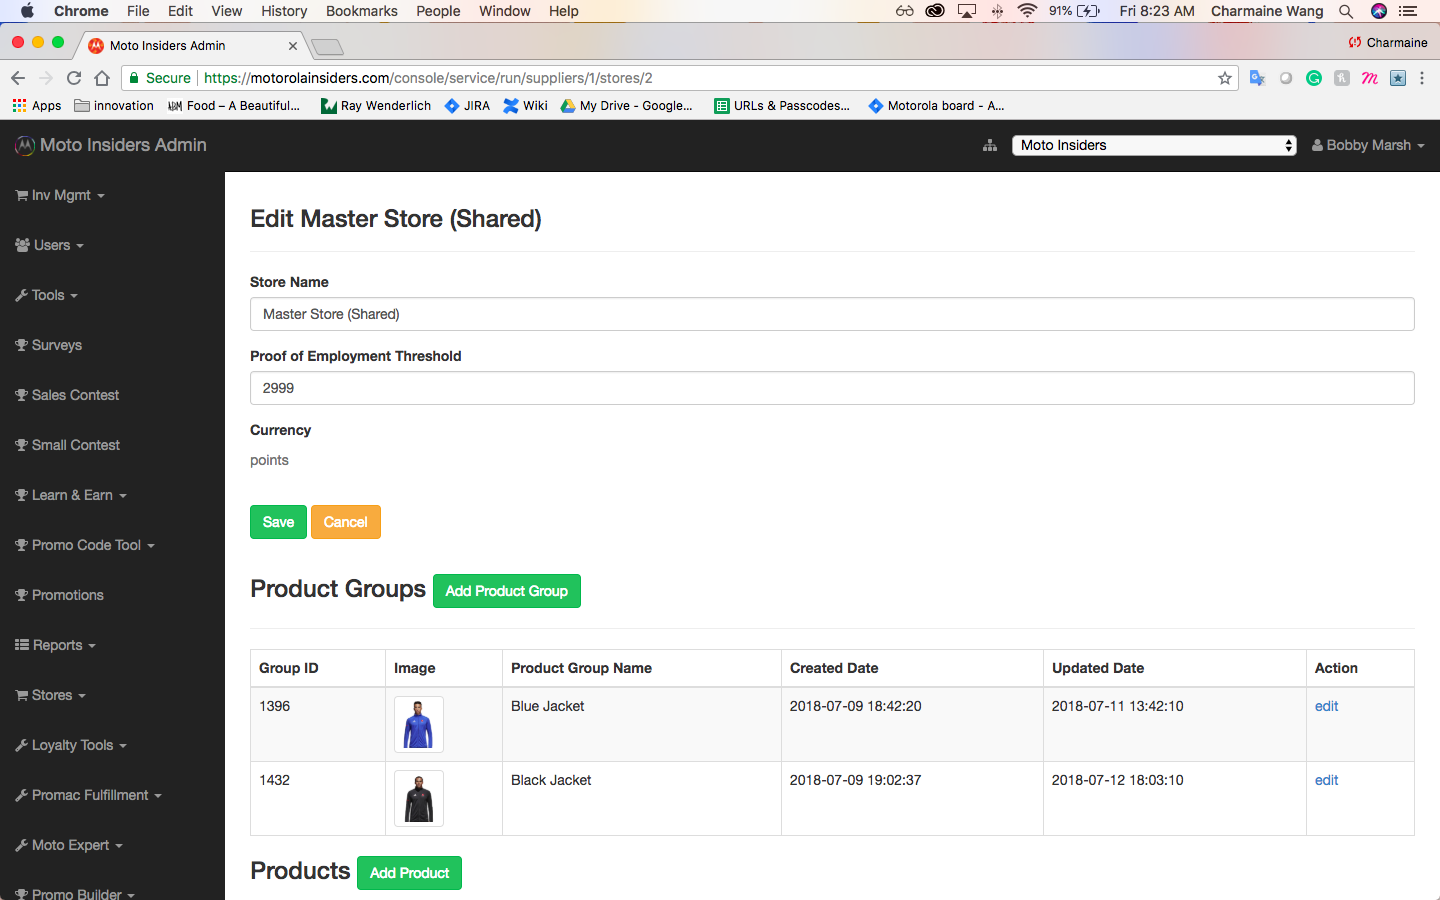 Chrome File Edit View History Bookmarks People Window Help 91% Fri 8:23 AM Charmaine Wang
Moto Insiders Admin Charmaine
Secure https://motorolainsiders.com/console/service/run/suppliers/1/stores/2
Apps innovation Food – A Beautiful... Ray Wenderlich JIRA Wiki My Drive - Google... URLs & Passcodes... Motorola board - A...
Moto Insiders Admin Moto Insiders Bobby Marsh
Inv Mgmt
Users
Tools
Surveys
Sales Contest
Small Contest
Learn & Earn
Promo Code Tool
Promotions
Reports
Stores
Loyalty Tools
Promac Fulfillment
Moto Expert
Promo Builder
Edit Master Store (Shared)
Store Name
Master Store (Shared)
Proof of Employment Threshold
2999
Currency
points
Save Cancel
Product Groups Add Product Group
Group ID Image Product Group Name Created Date Updated Date Action
1396 Blue Jacket 2018-07-09 18:42:20 2018-07-11 13:42:10 edit
1432 Black Jacket 2018-07-09 19:02:37 2018-07-12 18:03:10 edit
Products Add Product